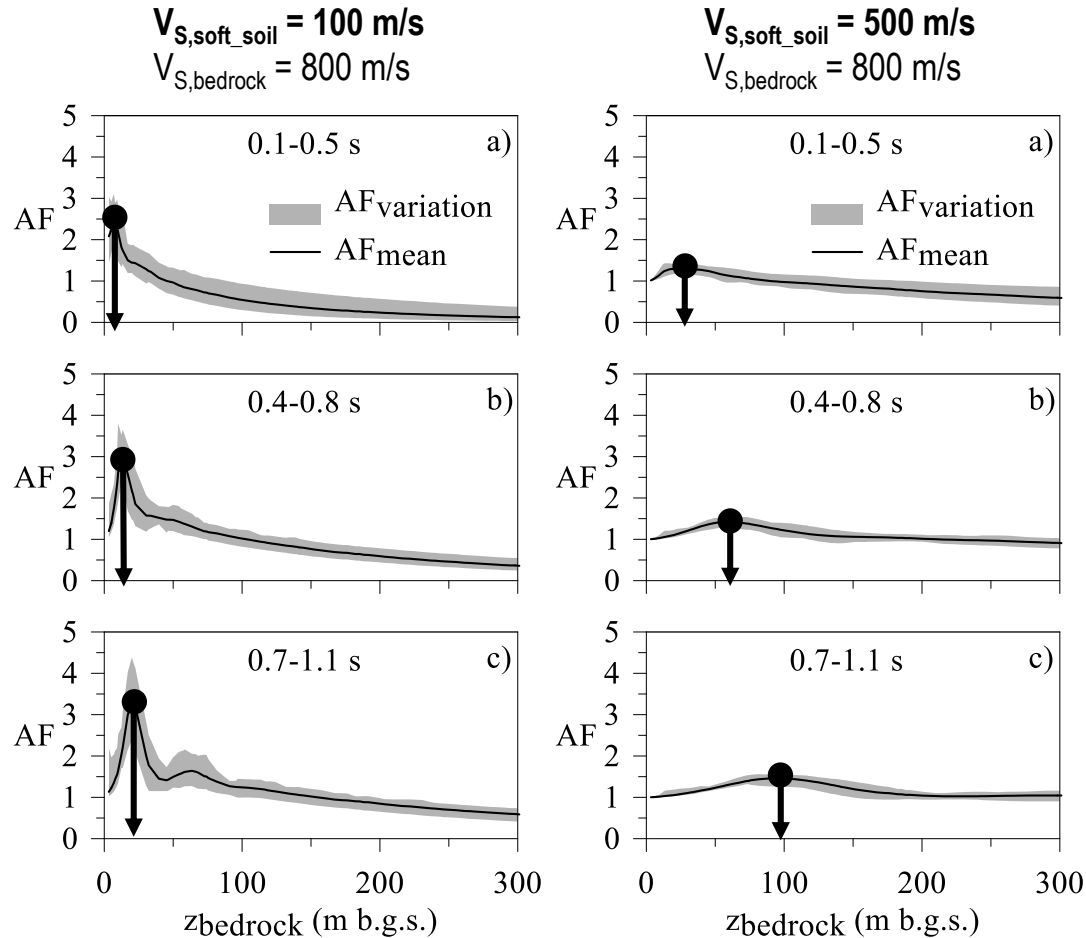 V_S,soft_soil = 100 m/s
V_S,bedrock = 800 m/s
5
4
3
2
1
0
AF
0.1-0.5 s
a)
AFvariation
AFmean
5
4
3
2
1
0
AF
0.4-0.8 s
b)
5
4
3
2
1
0
AF
0.7-1.1 s
c)
0 100 200 300
zbedrock (m b.g.s.)
V_S,soft_soil = 500 m/s
V_S,bedrock = 800 m/s
5
4
3
2
1
0
AF
0.1-0.5 s
a)
AFvariation
AFmean
5
4
3
2
1
0
AF
0.4-0.8 s
b)
5
4
3
2
1
0
AF
0.7-1.1 s
c)
0 100 200 300
zbedrock (m b.g.s.)